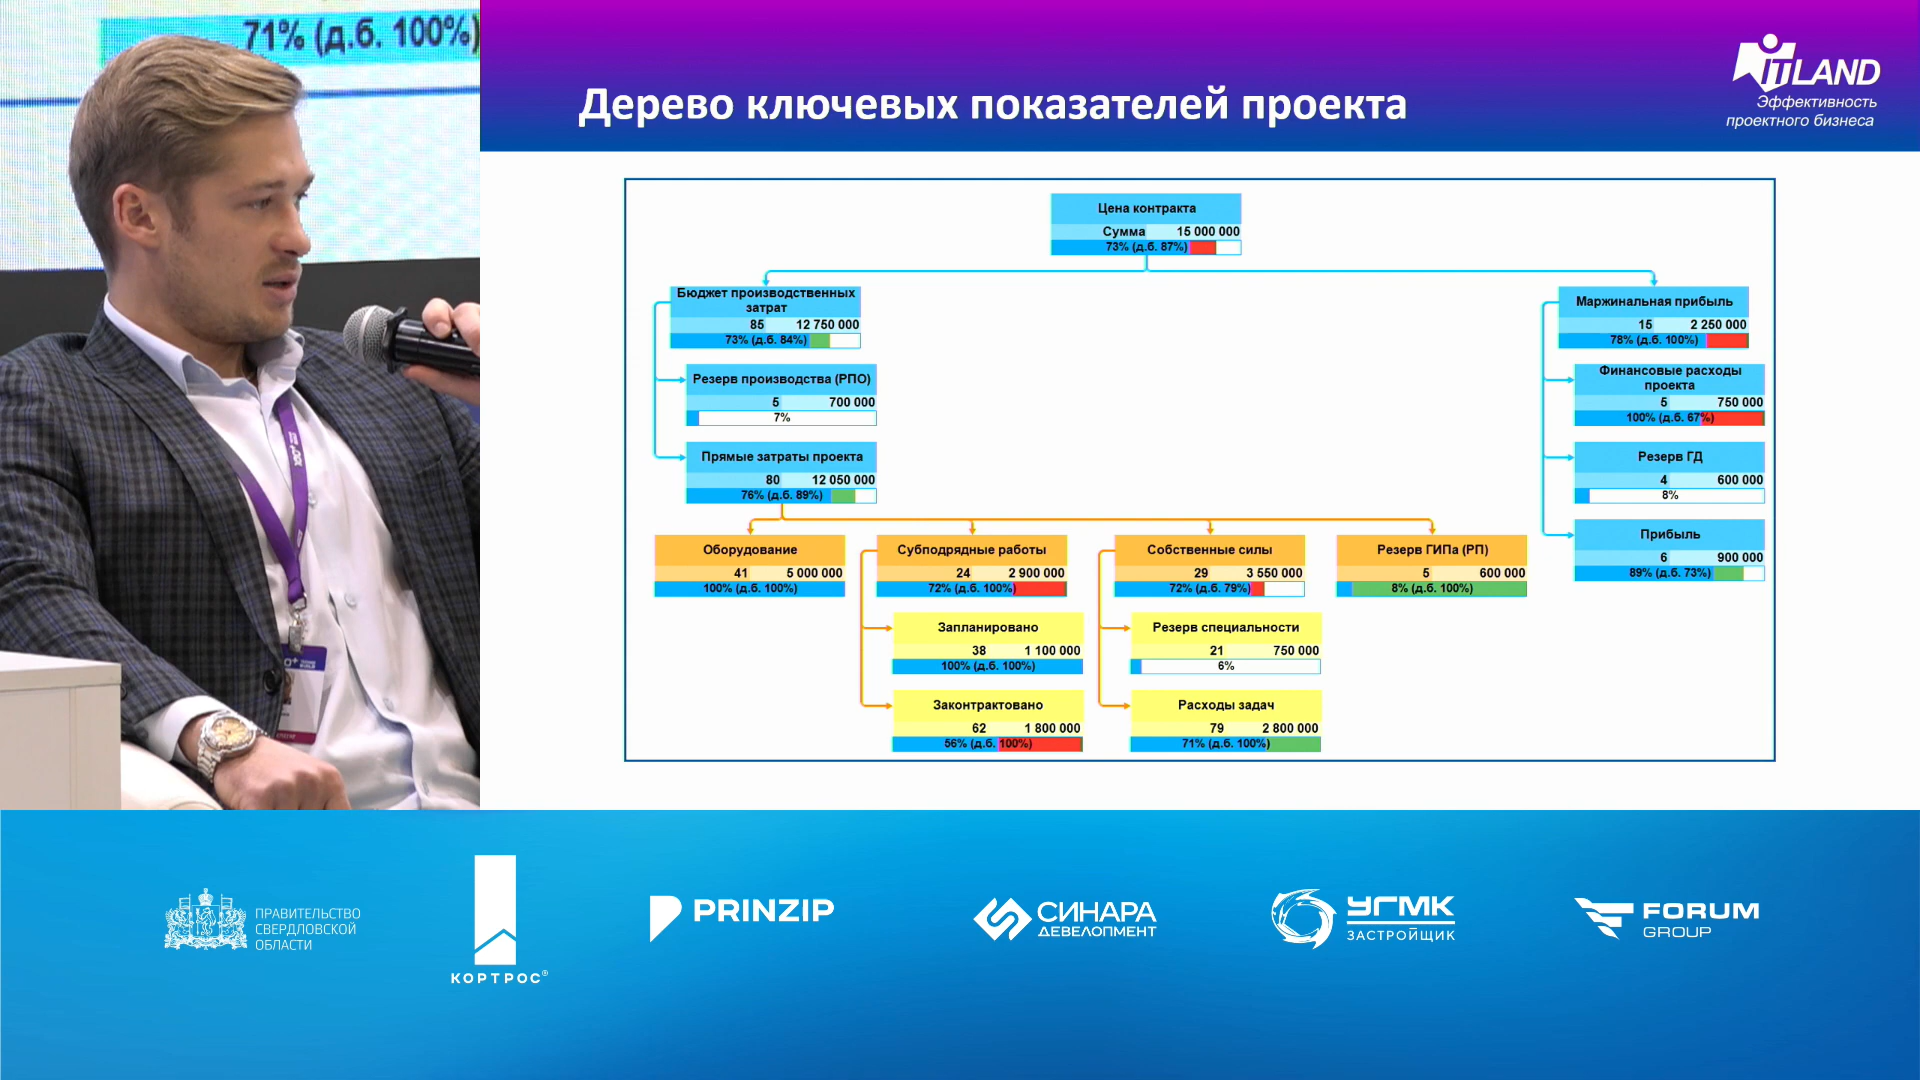 71% (д.б. 100%)
Дерево ключевых показателей проекта
ITLAND
Эффективность
проектного бизнеса
Цена контракта
Сумма 15 000 000
73% (д.б. 87%)
Бюджет производственных
затрат
85 12 750 000
73% (д.б. 84%)
Резерв производства (РПО)
5 700 000
7%
Прямые затраты проекта
80 12 050 000
76% (д.б. 89%)
Маржинальная прибыль
15 2 250 000
78% (д.б. 100%)
Финансовые расходы
проекта
5 750 000
100% (д.б. 67%)
Резерв ГД
4 600 000
8%
Прибыль
6 900 000
89% (д.б. 73%)
Оборудование
41 5 000 000
100% (д.б. 100%)
Субподрядные работы
24 2 900 000
72% (д.б. 100%)
Запланировано
38 1 100 000
100% (д.б. 100%)
Законтрактовано
62 1 800 000
56% (д.б. 100%)
Собственные силы
29 3 550 000
72% (д.б. 79%)
Резерв специальности
21 750 000
6%
Расходы задач
79 2 800 000
71% (д.б. 100%)
Резерв ГИПа (РП)
5 600 000
8% (д.б. 100%)
ПРАВИТЕЛЬСТВО
СВЕРДЛОВСКОЙ
ОБЛАСТИ
КОРТРОС®
PRINZIP
СИНАРА
ДЕВЕЛОПМЕНТ
УГМК
ЗАСТРОЙЩИК
FORUM
GROUP